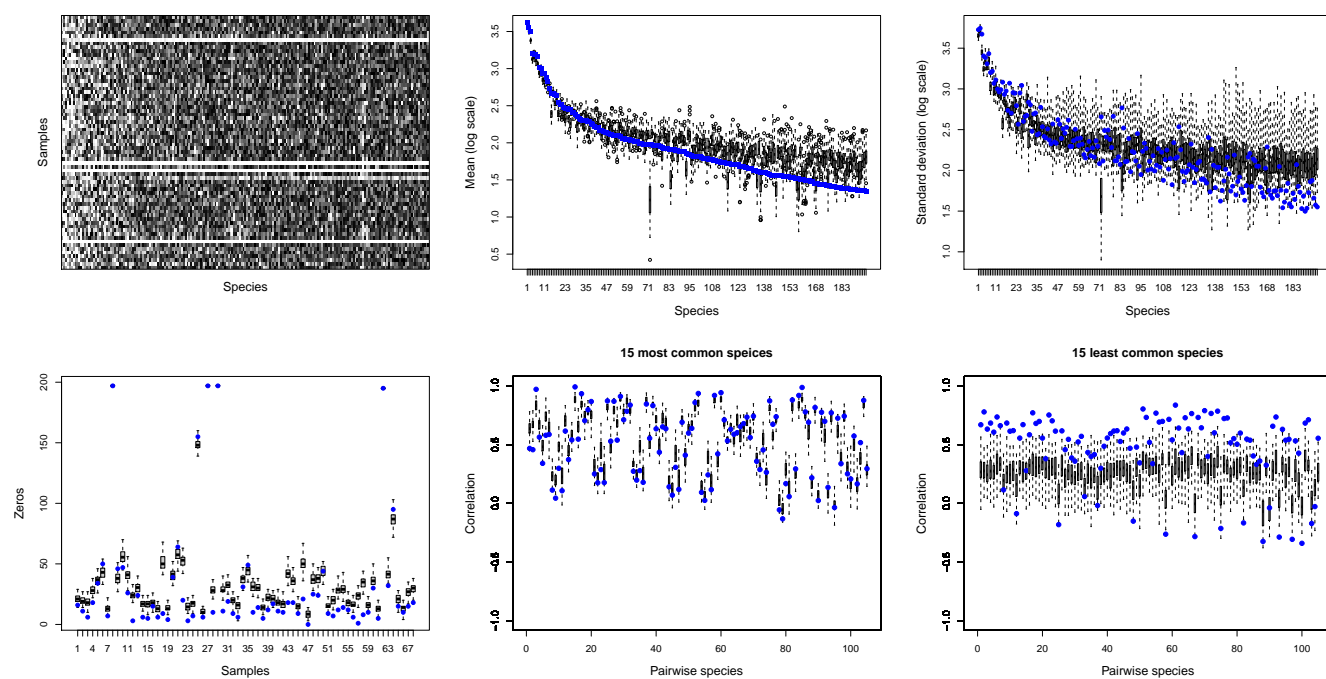 Samples
Species
Mean (log scale)
3.5
3.0
2.5
2.0
1.5
1.0
0.5
1 11 23 35 47 59 71 83 95 108 123 138 153 168 183
Species
Standard deviation (log scale)
3.5
3.0
2.5
2.0
1.5
1.0
1 11 23 35 47 59 71 83 95 108 123 138 153 168 183
Species
Zeros
200
150
100
50
0
1 4 7 11 15 19 23 27 31 35 39 43 47 51 55 59 63 67
Samples
15 most common speices
Correlation
1.0
0.5
0.0
−0.5
−1.0
0 20 40 60 80 100
Pairwise species
15 least common species
Correlation
1.0
0.5
0.0
−0.5
−1.0
0 20 40 60 80 100
Pairwise species